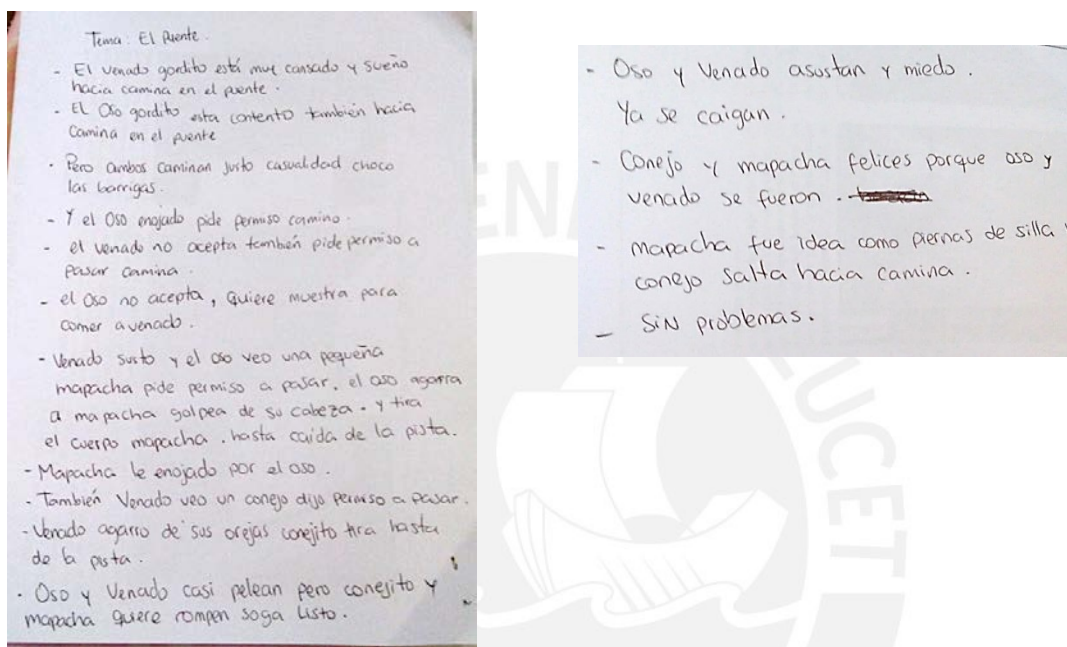 Tema: El Puente.
- El venado gordito está muy cansado y sueño
hacia camina en el puente.
- EL Oso gordito esta contento también hacia
Camina en el puente
- Pero ambos caminan justo casualidad choco
las barrigas.
- Y el Oso enojado pide permiso camino.
- el venado no acepta también pide permiso a
pasar camina.
- el oso no acepta, quiere muestra para
comer a venado.
- Venado susto y el oso veo una pequeña
mapacha pide permiso a pasar. el oso agarra
a mapacha golpea de su cabeza. y tira
el cuerpo mapacha. hasta caida de la pista.
- Mapacha le enojado por el oso.
- También Venado veo un conejo dijo permiso a pasar.
- Venado agarro de sus orejas conejito tira hasta
de la pista.
- Oso y Venado casi pelean pero conejito y
mapacha quiere rompen soga Listo.
- Oso y Venado asustan y miedo.
Ya se caigan.
- Conejo y mapacha felices porque oso y
venado se fueron.
- mapacha fue idea como piernas de silla
conejo salta hacia camina.
- SiN problemas.